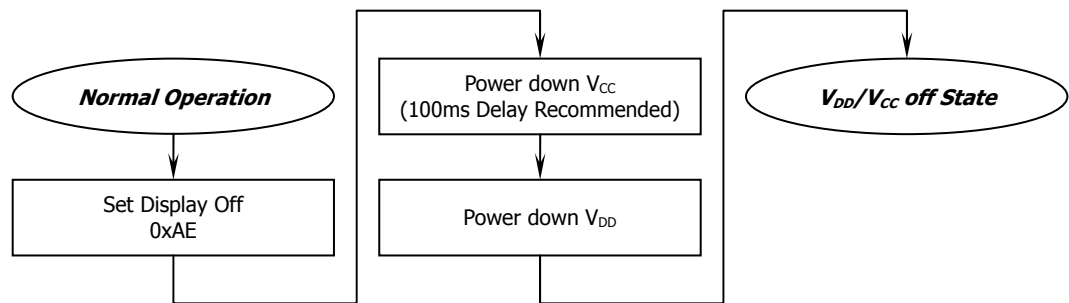 Normal Operation
Set Display Off
0xAE
Power down VCC
(100ms Delay Recommended)
Power down VDD
VDD/VCC off State